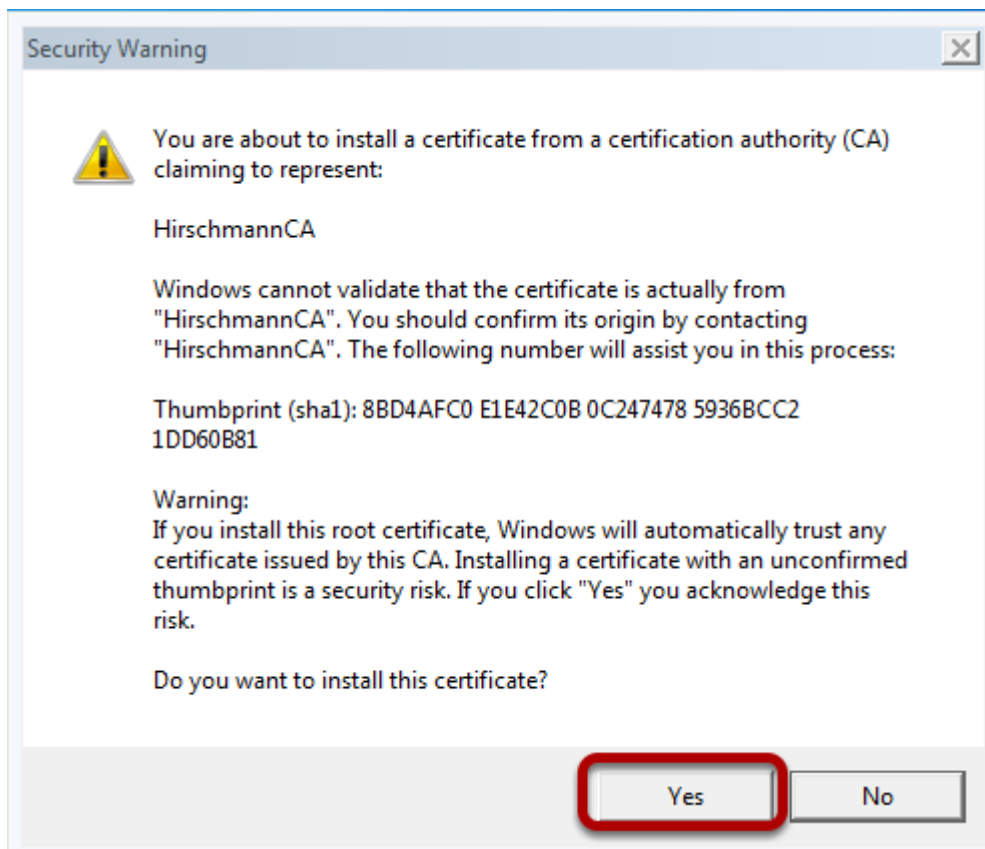 Security Warning
You are about to install a certificate from a certification authority (CA)
claiming to represent:
HirschmannCA
Windows cannot validate that the certificate is actually from
"HirschmannCA". You should confirm its origin by contacting
"HirschmannCA". The following number will assist you in this process:
Thumbprint (sha1): 8BD4AFC0 E1E42C0B 0C247478 5936BCC2
1DD60B81
Warning:
If you install this root certificate, Windows will automatically trust any
certificate issued by this CA. Installing a certificate with an unconfirmed
thumbprint is a security risk. If you click "Yes" you acknowledge this
risk.
Do you want to install this certificate?
Yes
No